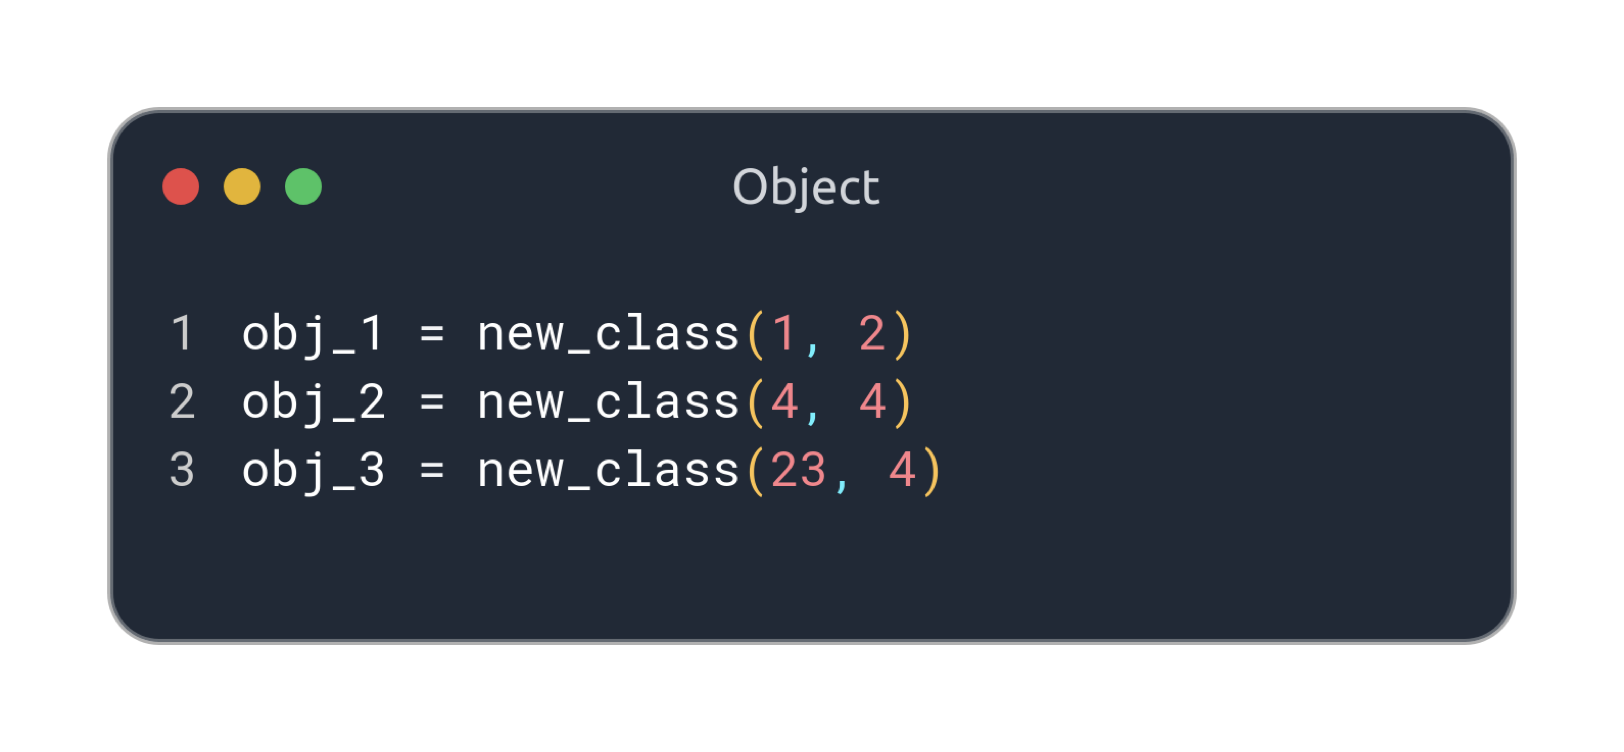 Object
1 obj_1 = new_class(1, 2)
2 obj_2 = new_class(4, 4)
3 obj_3 = new_class(23, 4)